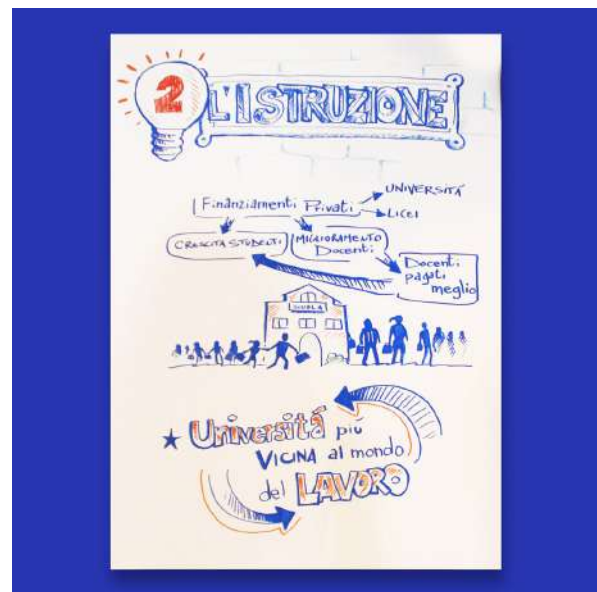 2
L'ISTRUZIONE
Finanziamenti Privati
UNIVERSITÁ
LICEI
CRESCITA STUDENTI
MIGLIORAMENTO
Docenti
Docenti
pagati
meglio
SCUOLA
★ Universitá più
VICINA al mondo
del LAVORO